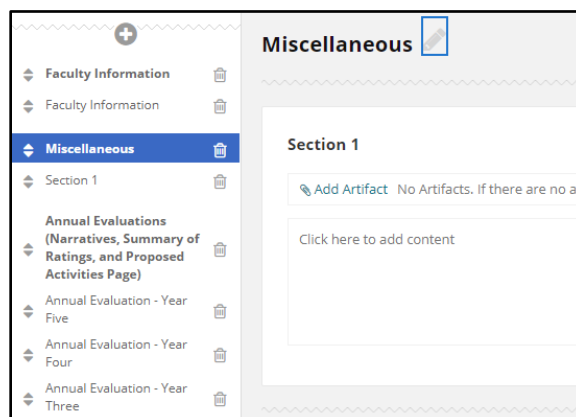 Faculty Information
Faculty Information
Miscellaneous
Section 1
Annual Evaluations
(Narratives, Summary of
Ratings, and Proposed
Activities Page)
Annual Evaluation - Year
Five
Annual Evaluation - Year
Four
Annual Evaluation - Year
Three
Miscellaneous
Section 1
Add Artifact No Artifacts. If there are no a
Click here to add content